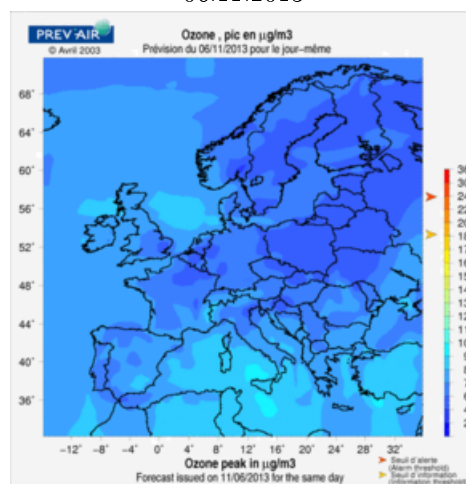 PREV'AIR
© Avril 2003
Ozone , pic en µg/m3
Prévision du 06/11/2013 pour le jour-même
68°
64°
60°
56°
52°
48°
44°
40°
36°
-12° -8° -4° 0° 4° 8° 12° 16° 20° 24° 28° 32°
Ozone peak in µg/m3
Forecast issued on 11/06/2013 for the same day
Seuil d'alerte
(Alarm threshold)
Seuil d'information
(Information threshold)